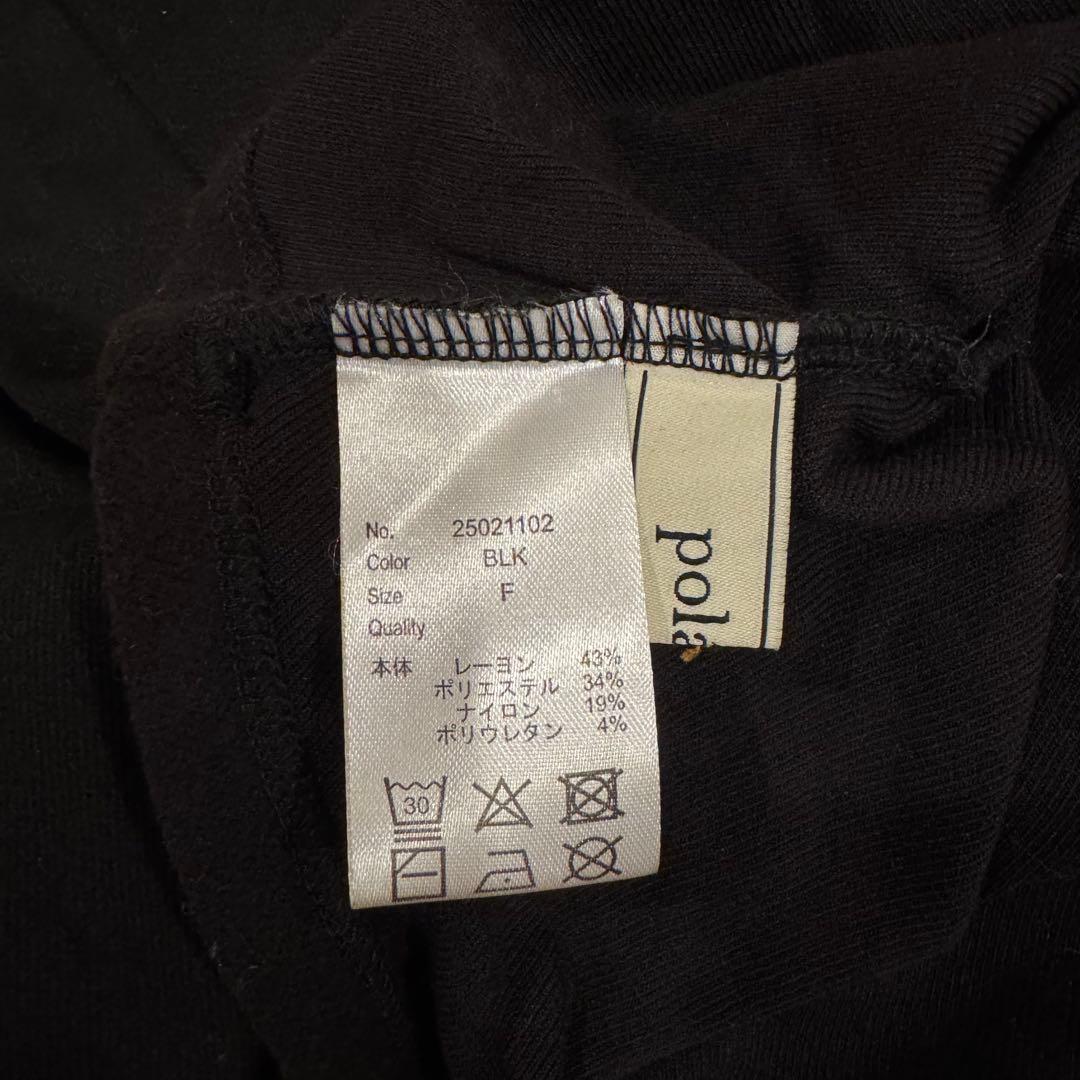 No. 25021102
Color BLK
Size F
Quality
本体 レーヨン 43%
ポリエステル 34%
ナイロン 19%
ポリウレタン 4%
30
pola